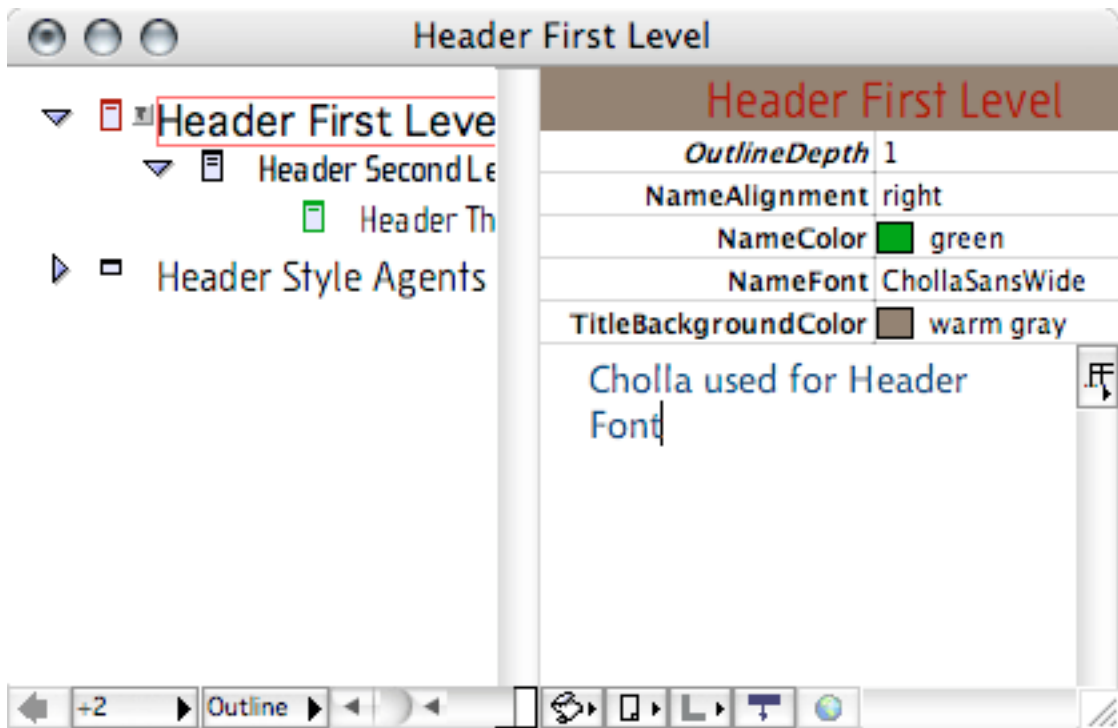 Header First Level
Header First Leve
Header Second Le
Header Th
Header Style Agents
Header First Level
OutlineDepth 1
NameAlignment right
NameColor green
NameFont ChollaSansWide
TitleBackgroundColor warm gray
Cholla used for Header
Font
+2
Outline